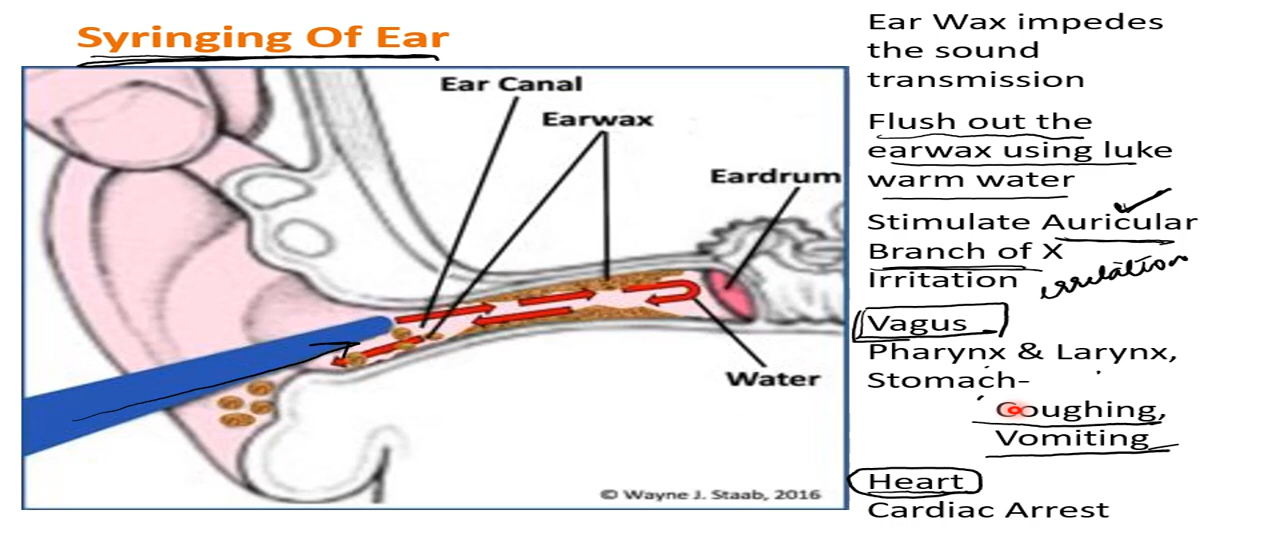 Syringing Of Ear
Ear Canal
Earwax
Eardrum
Water
© Wayne J. Staab, 2016
Ear Wax impedes
the sound
transmission
Flush out the
earwax using luke
warm water
Stimulate Auricular
Branch of X
Irritation
irritation
Vagus
Pharynx & Larynx,
Stomach-
Coughing,
Vomiting
Heart
Cardiac Arrest